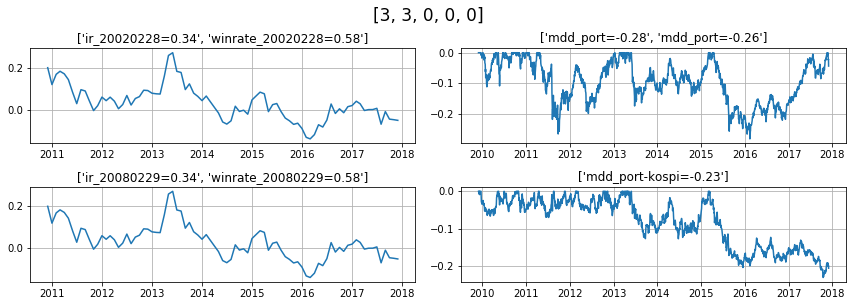 [3, 3, 0, 0, 0]
['ir_20020228=0.34', 'winrate_20020228=0.58']
0.2
0.0
2011 2012 2013 2014 2015 2016 2017 2018
['mdd_port=-0.28', 'mdd_port=-0.26']
0.0
−0.1
−0.2
2010 2011 2012 2013 2014 2015 2016 2017 2018
['ir_20080229=0.34', 'winrate_20080229=0.58']
0.2
0.0
2011 2012 2013 2014 2015 2016 2017 2018
['mdd_port-kospi=-0.23']
0.0
−0.1
−0.2
2010 2011 2012 2013 2014 2015 2016 2017 2018